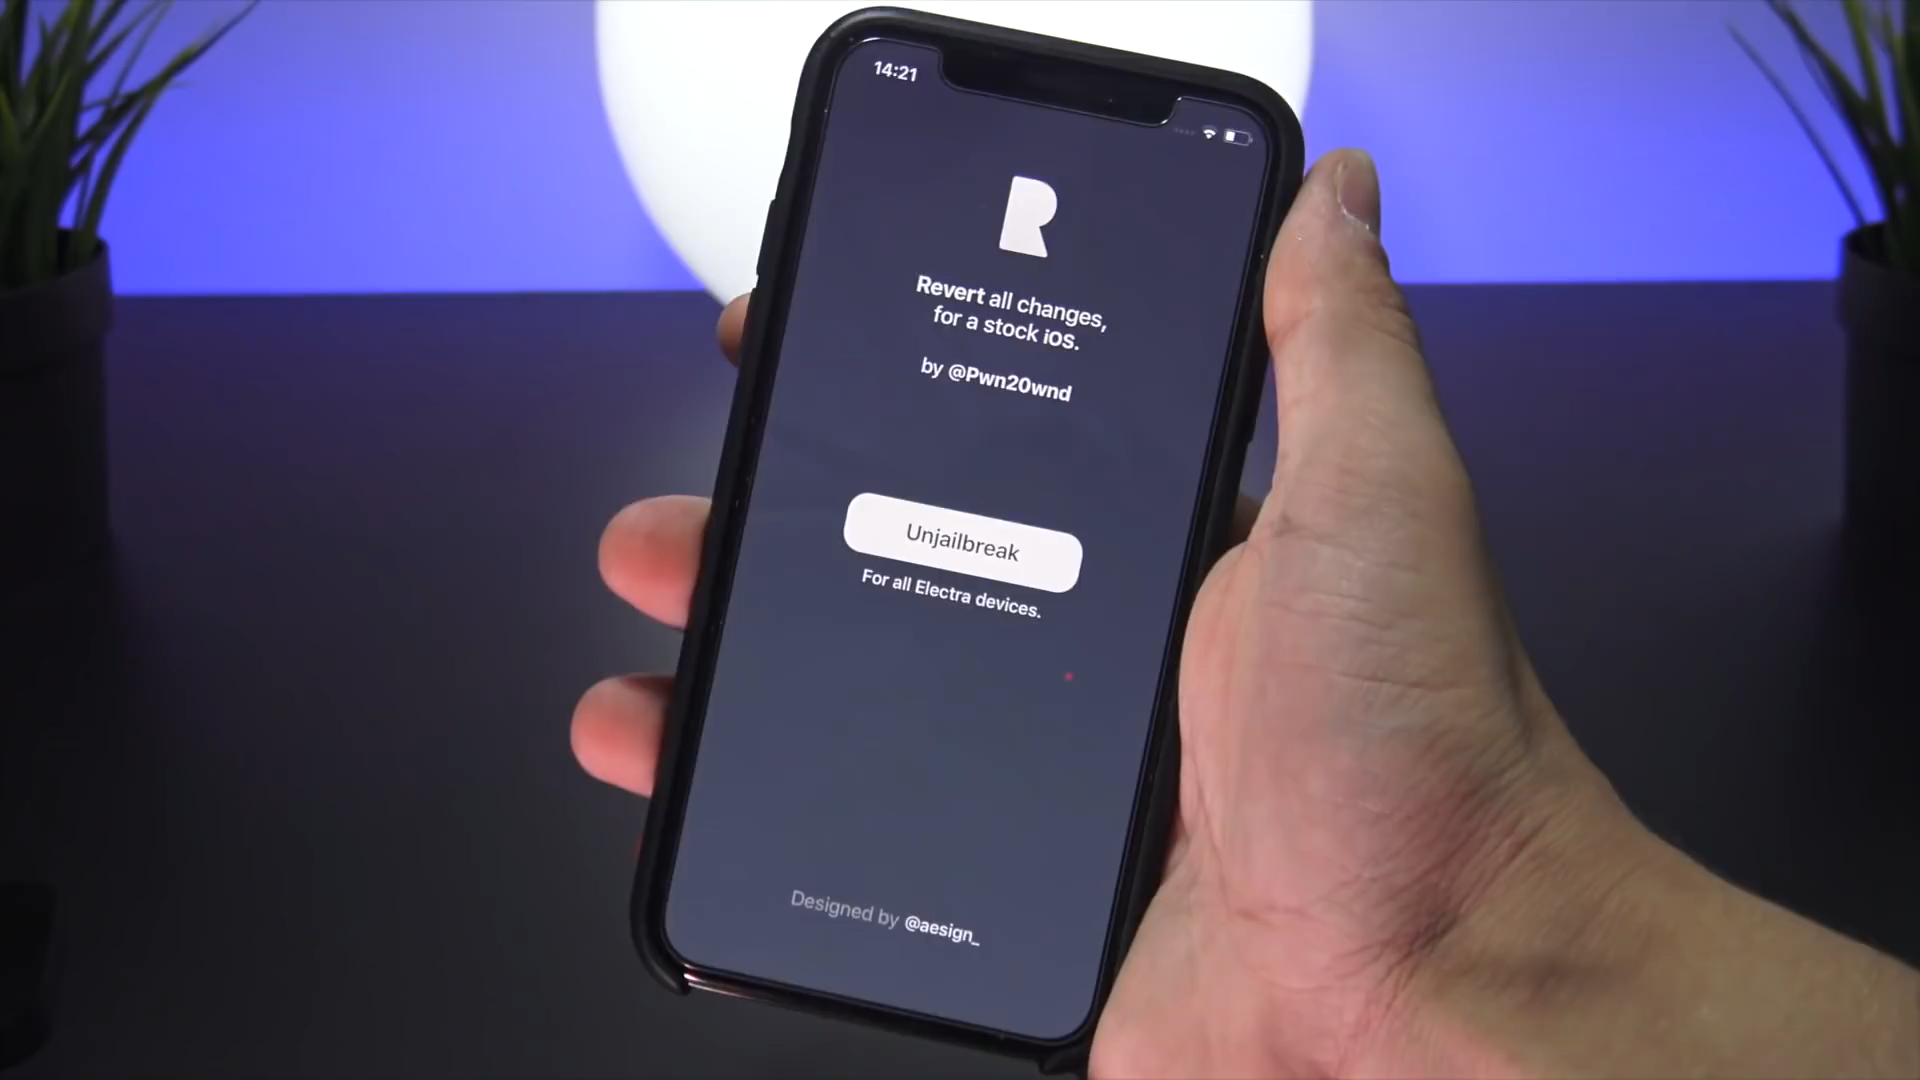 14:21
R
Revert all changes,
for a stock iOS.
by @Pwn20wnd
Unjailbreak
For all Electra devices.
Designed by @aesign_